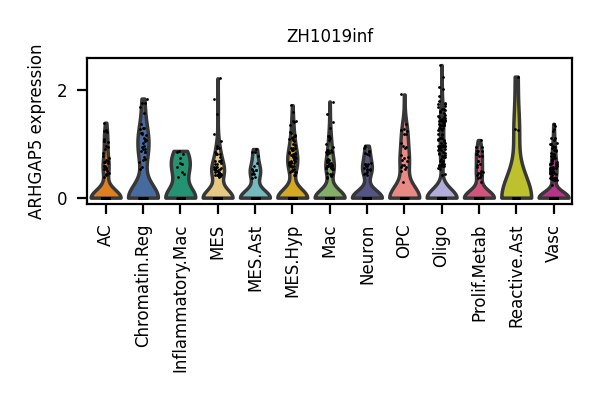 ZH1019inf
ARHGAP5 expression
2
0
AC
Chromatin.Reg
Inflammatory.Mac
MES
MES.Ast
MES.Hyp
Mac
Neuron
OPC
Oligo
Prolif.Metab
Reactive.Ast
Vasc